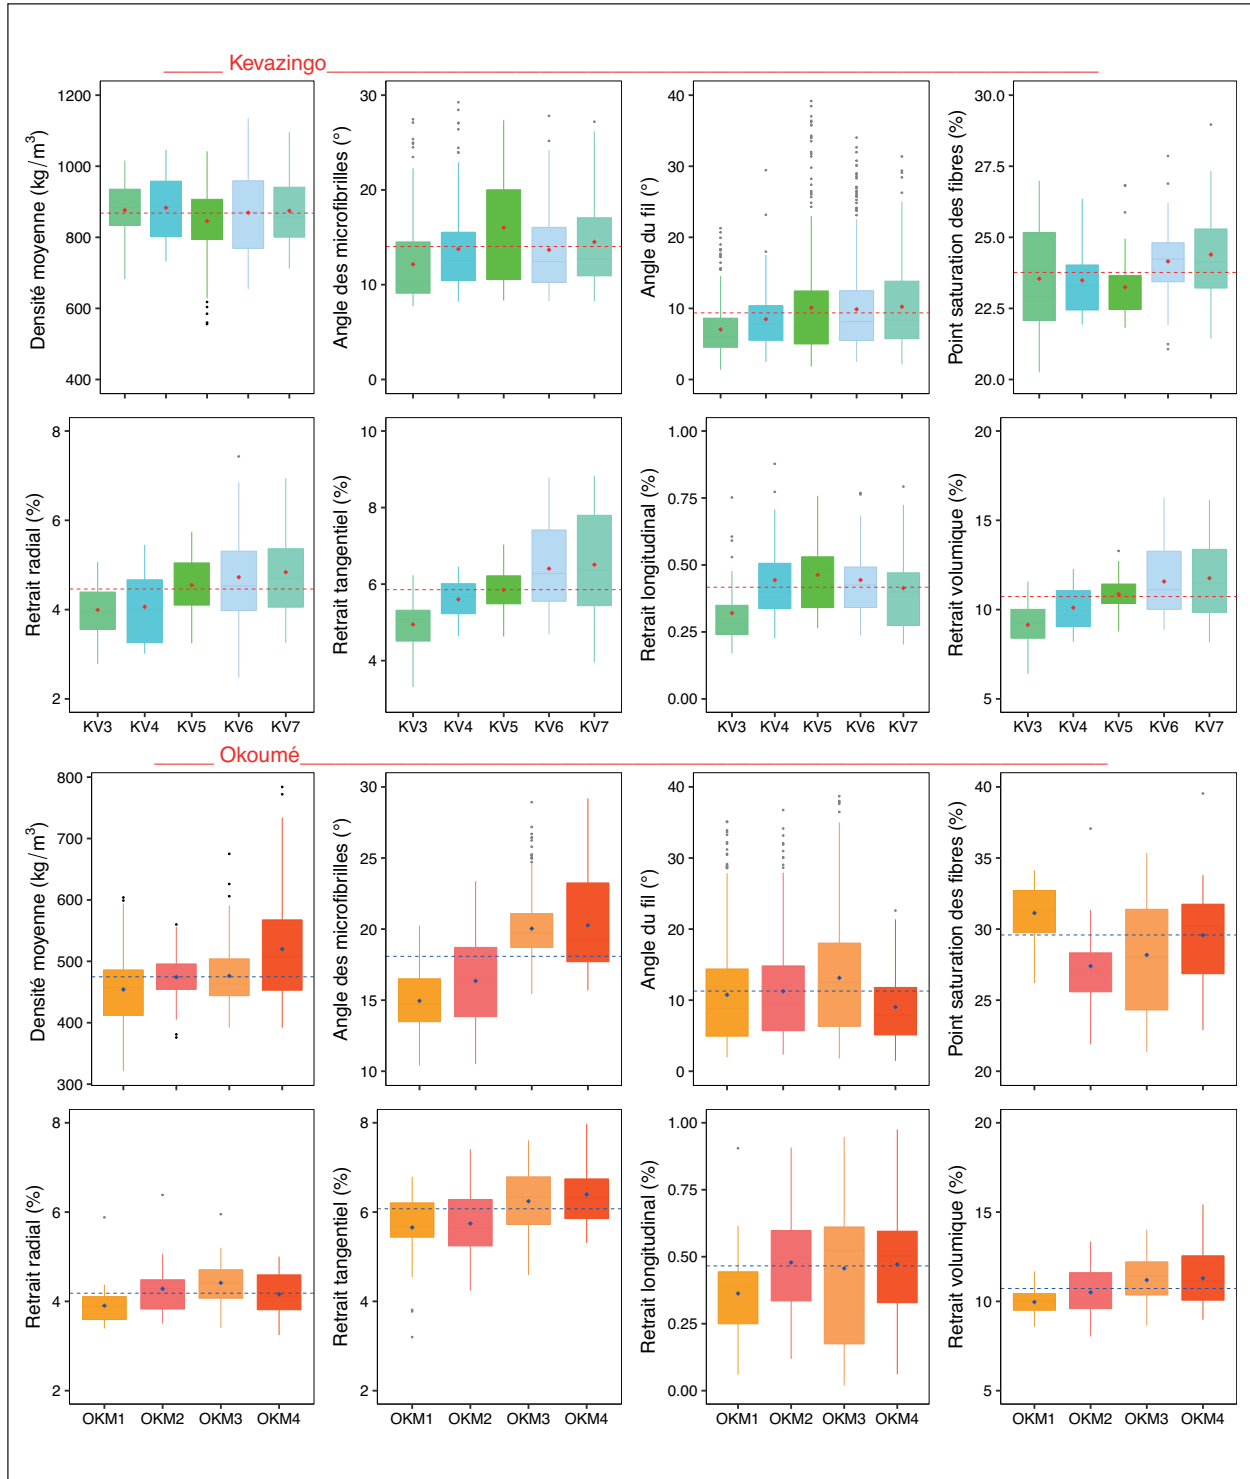 Kevazingo
Densité moyenne (kg/m³)
1200
1000
800
600
400
Angle des microfibrilles (°)
30
20
10
0
Angle du fil (°)
40
30
20
10
0
Point saturation des fibres (%)
30.0
27.5
25.0
22.5
20.0
Retrait radial (%)
8
6
4
2
KV3 KV4 KV5 KV6 KV7
Retrait tangentiel (%)
10
8
6
4
KV3 KV4 KV5 KV6 KV7
Retrait longitudinal (%)
1.00
0.75
0.50
0.25
0.00
KV3 KV4 KV5 KV6 KV7
Retrait volumique (%)
20
15
10
5
KV3 KV4 KV5 KV6 KV7
Okoumé
Densité moyenne (kg/m³)
800
700
600
500
400
300
Angle des microfibrilles (°)
30
25
20
15
10
Angle du fil (°)
40
30
20
10
0
Point saturation des fibres (%)
40
35
30
25
20
Retrait radial (%)
8
6
4
2
OKM1 OKM2 OKM3 OKM4
Retrait tangentiel (%)
8
6
4
2
OKM1 OKM2 OKM3 OKM4
Retrait longitudinal (%)
1.00
0.75
0.50
0.25
0.00
OKM1 OKM2 OKM3 OKM4
Retrait volumique (%)
20
15
10
5
OKM1 OKM2 OKM3 OKM4